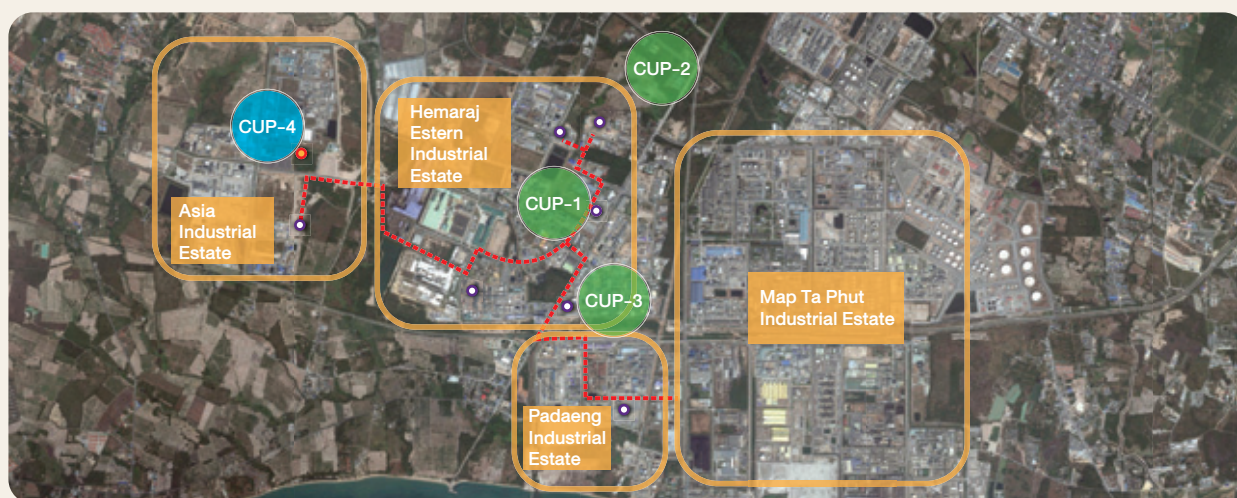 CUP-2
CUP-4
Hemaraj
Estern
Industrial
Estate
CUP-1
Asia
Industrial
Estate
CUP-3
Map Ta Phut
Industrial Estate
Padaeng
Industrial
Estate